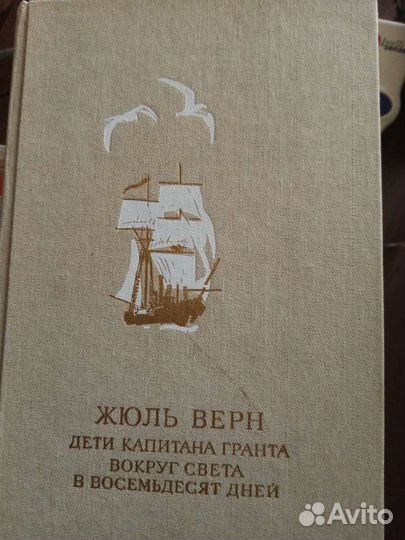 ЖЮЛЬ ВЕРН
ДЕТИ КАПИТАНА ГРАНТА
ВОКРУГ СВЕТА
В ВОСЕМЬДЕСЯТ ДНЕЙ
Avito